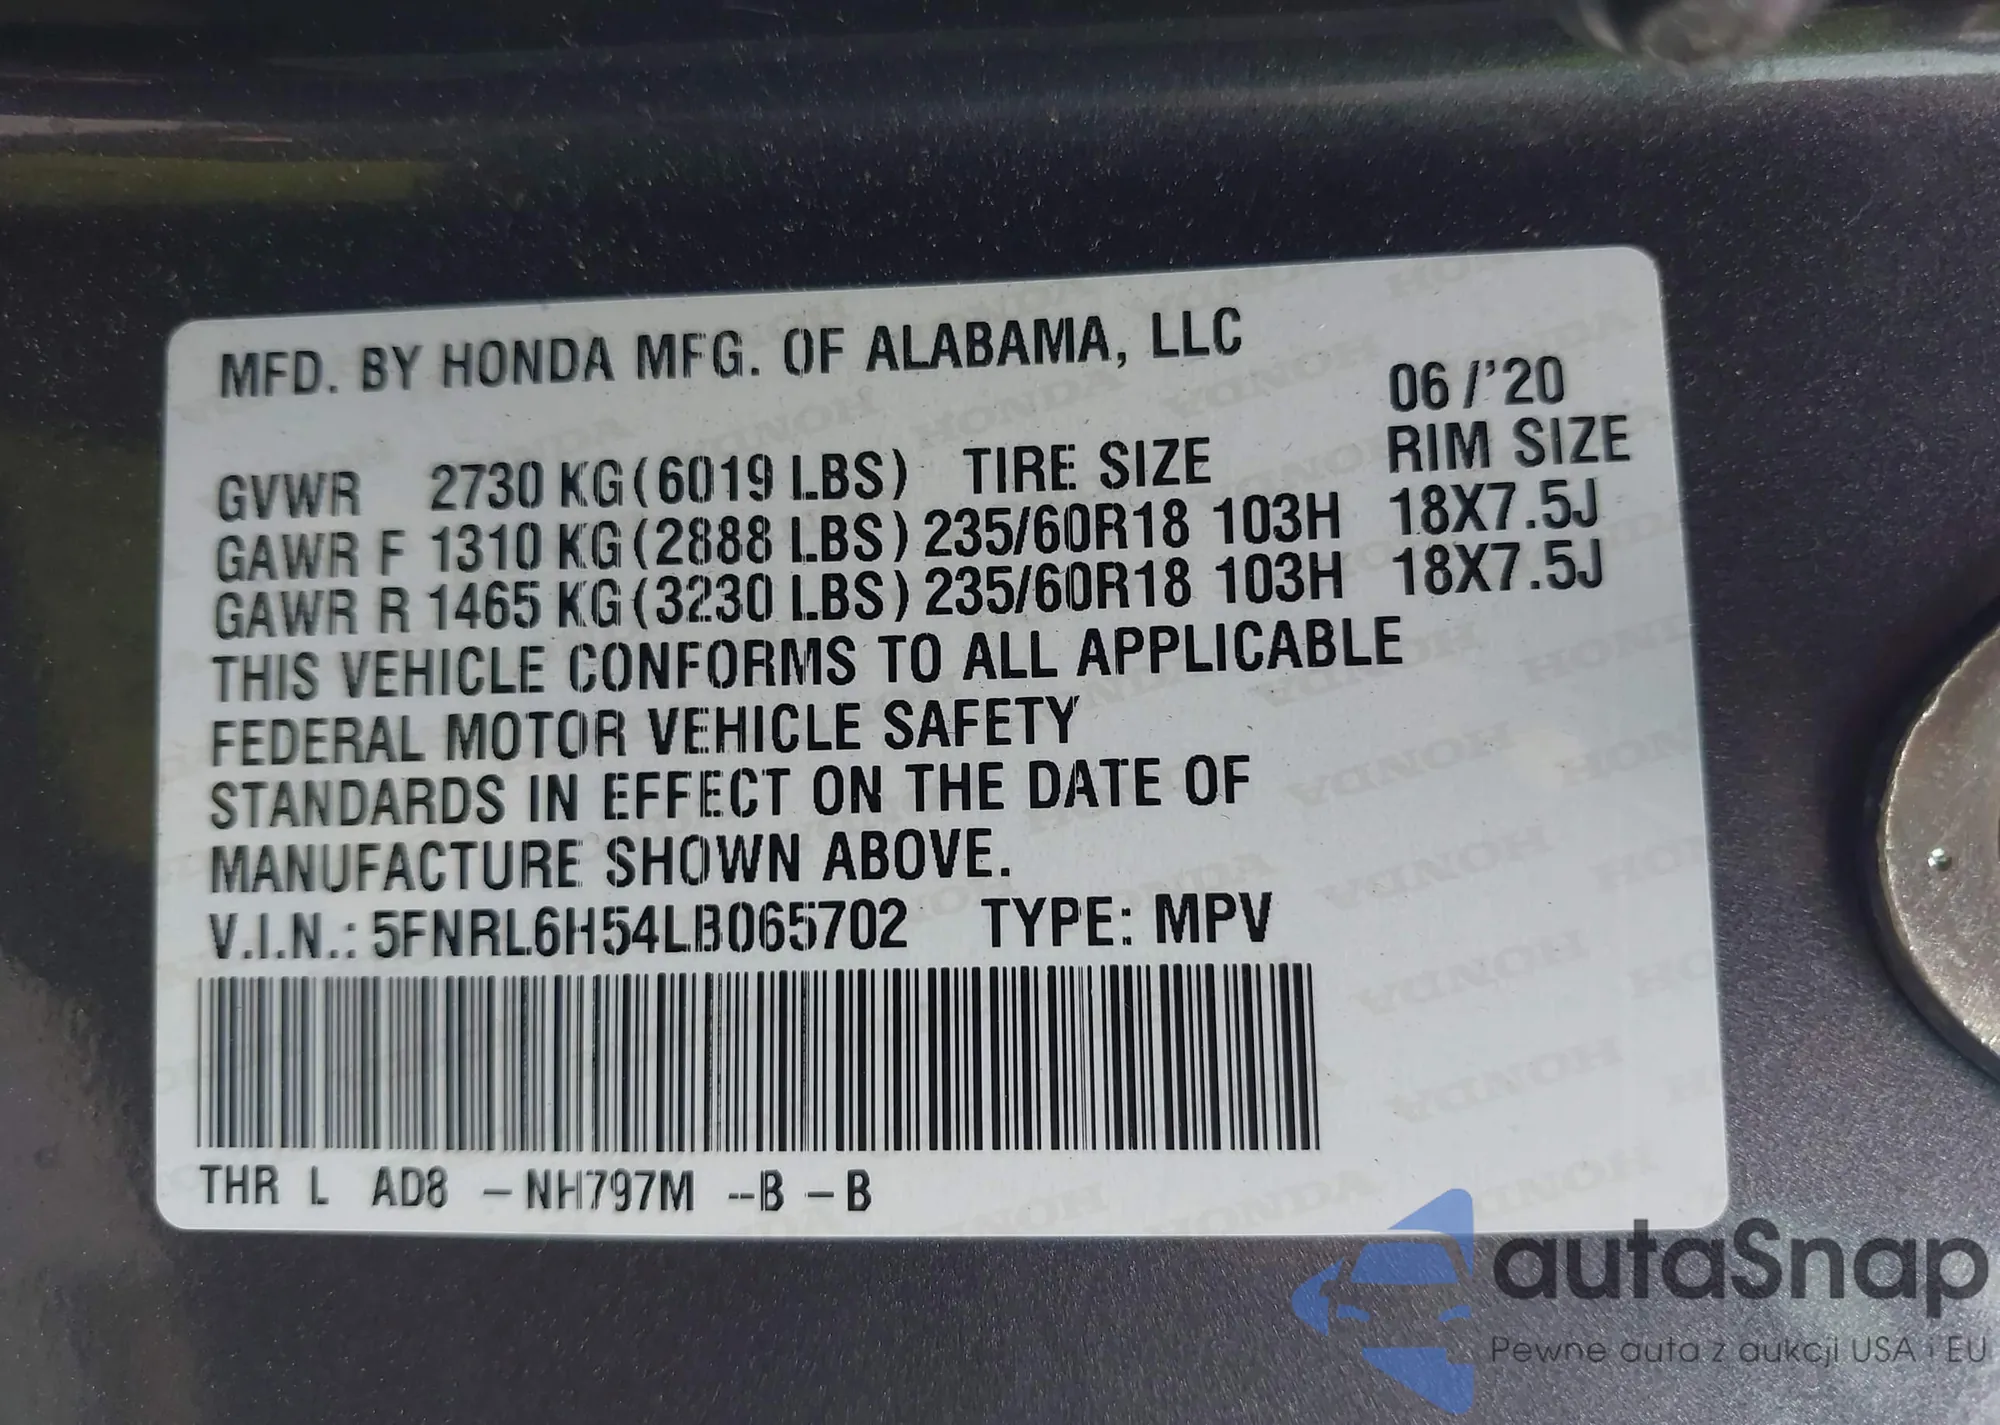 MFD. BY HONDA MFG. OF ALABAMA, LLC
06/'20
GVWR 2730 KG (6019 LBS) TIRE SIZE RIM SIZE
GAWR F 1310 KG (2888 LBS) 235/60R18 103H 18X7.5J
GAWR R 1465 KG (3230 LBS) 235/60R18 103H 18X7.5J
THIS VEHICLE CONFORMS TO ALL APPLICABLE
FEDERAL MOTOR VEHICLE SAFETY
STANDARDS IN EFFECT ON THE DATE OF
MANUFACTURE SHOWN ABOVE.
V.I.N.: 5FNRL6H54LB065702 TYPE: MPV
THR L AD8 – NH797M --B – B
autaSnap
Pewne auta z aukcji USA i EU